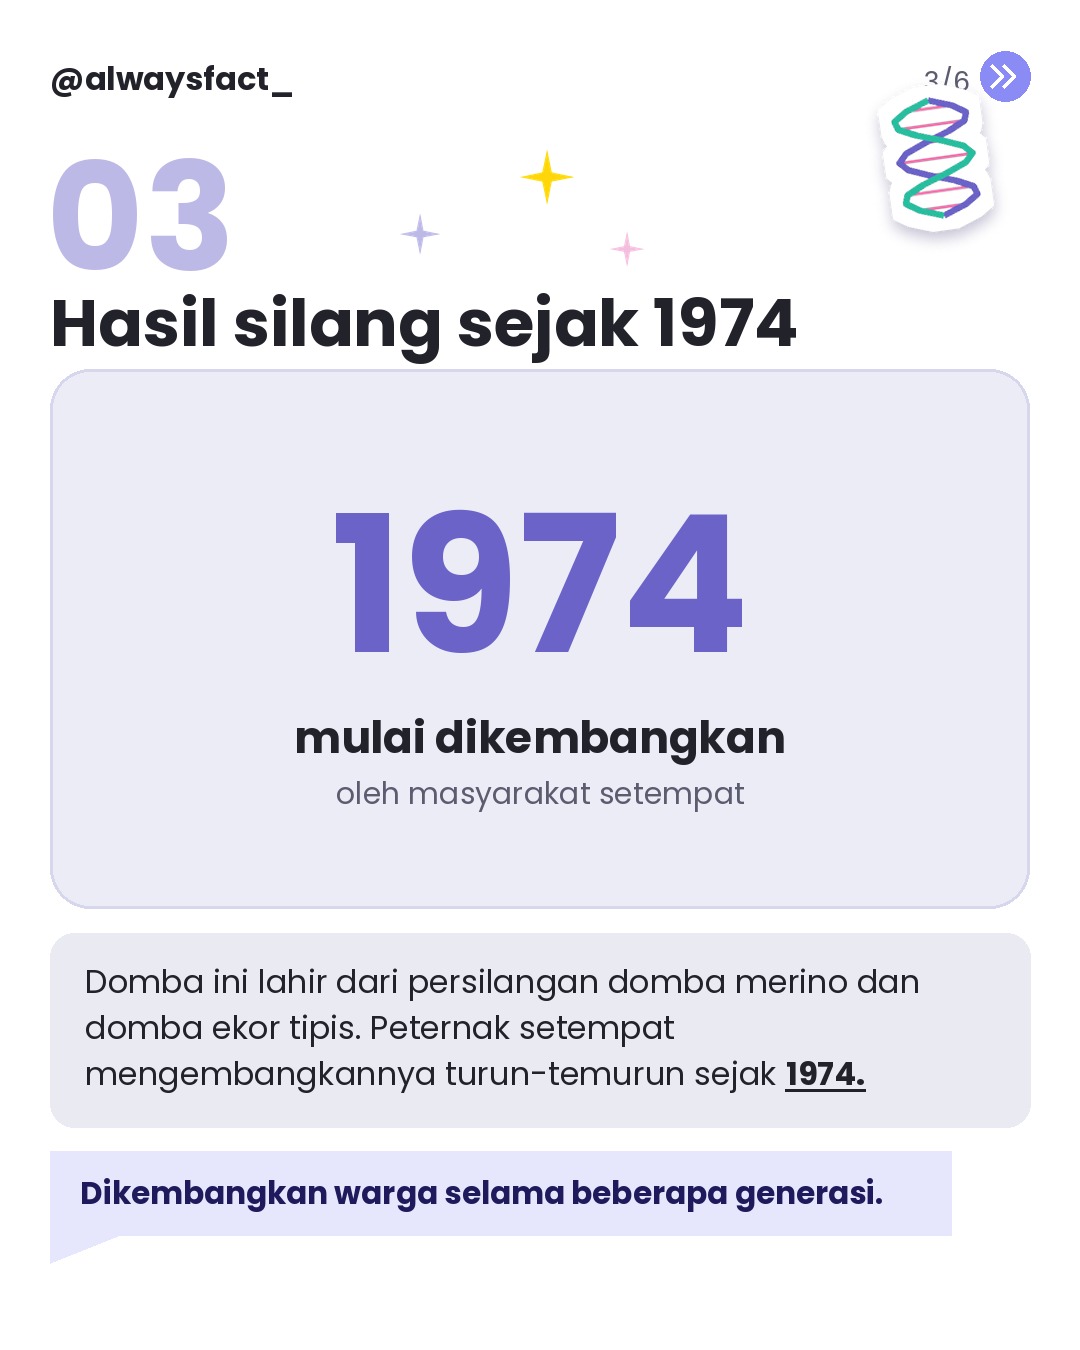 @alwaysfact_
3/6
03
Hasil silang sejak 1974
1974
mulai dikembangkan
oleh masyarakat setempat
Domba ini lahir dari persilangan domba merino dan
domba ekor tipis. Peternak setempat
mengembangkannya turun-temurun sejak 1974.
Dikembangkan warga selama beberapa generasi.